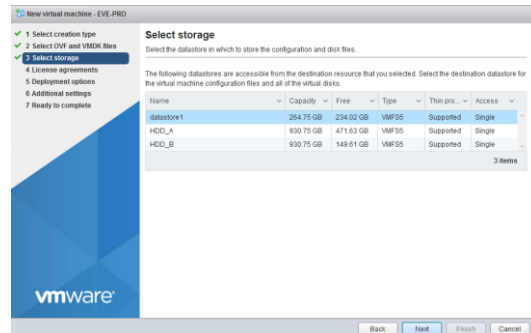 New virtual machine - EVE-PRO
1 Select creation type
2 Select OVF and VMDK files
3 Select storage
4 License agreements
5 Deployment options
6 Additional settings
7 Ready to complete
vmware
Select storage
Select the datastore in which to store the configuration and disk files.
The following datastores are accessible from the destination resource that you selected. Select the destination datastore for
the virtual machine configuration files and all of the virtual disks.
Name Capacity Free Type Thin pro... Access
datastore1 264.75 GB 234.02 GB VMFS5 Supported Single
HDD_A 930.75 GB 471.63 GB VMFS5 Supported Single
HDD_B 930.75 GB 149.61 GB VMFS5 Supported Single
3 items
Back Next Finish Cancel